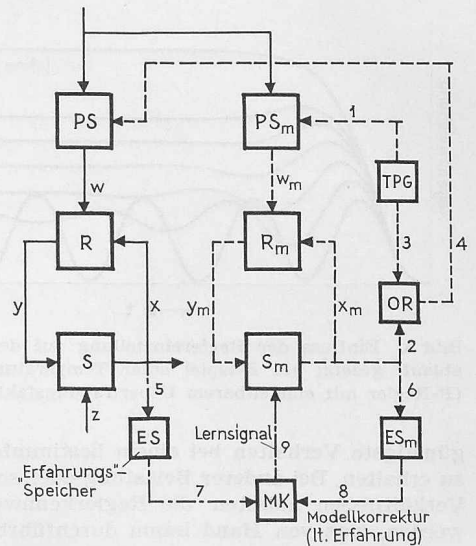 PS
PSm
1
w
wm
TPG
R
Rm
3
4
y
x
ym
xm
OR
S
Sm
2
5
6
z
ES
Lernsignal
9
ESm
"Erfahrungs-
Speicher"
7
MK
8
Modellkorrektur
(lt. Erfahrung)